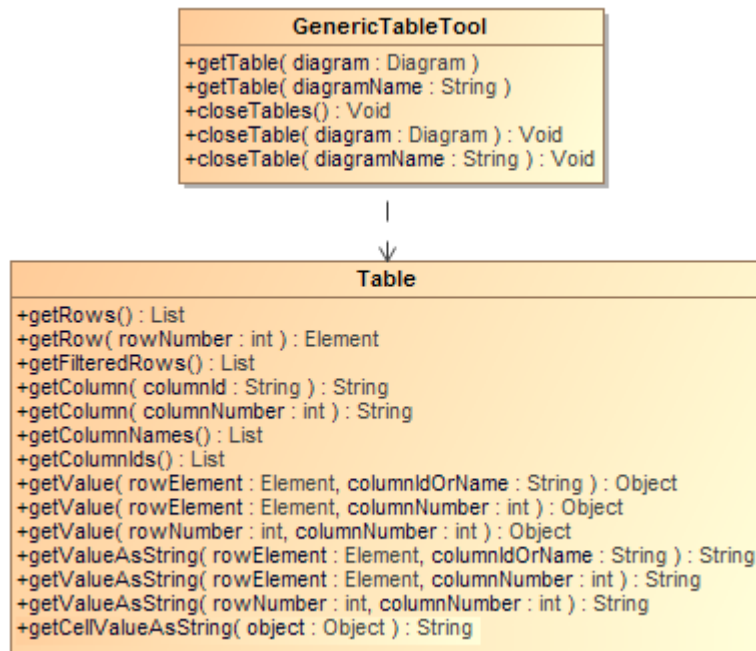 GenericTableTool
+getTable( diagram : Diagram )
+getTable( diagramName : String )
+closeTables() : Void
+closeTable( diagram : Diagram ) : Void
+closeTable( diagramName : String ) : Void
Table
+getRows() : List
+getRow( rowNumber : int ) : Element
+getFilteredRows() : List
+getColumn( columnId : String ) : String
+getColumn( columnNumber : int ) : String
+getColumnNames() : List
+getColumnIds() : List
+getValue( rowElement : Element, columnIdOrName : String ) : Object
+getValue( rowElement : Element, columnNumber : int ) : Object
+getValue( rowNumber : int, columnNumber : int ) : Object
+getValueAsString( rowElement : Element, columnIdOrName : String ) : String
+getValueAsString( rowElement : Element, columnNumber : int ) : String
+getValueAsString( rowNumber : int, columnNumber : int ) : String
+getCellValueAsString( object : Object ) : String